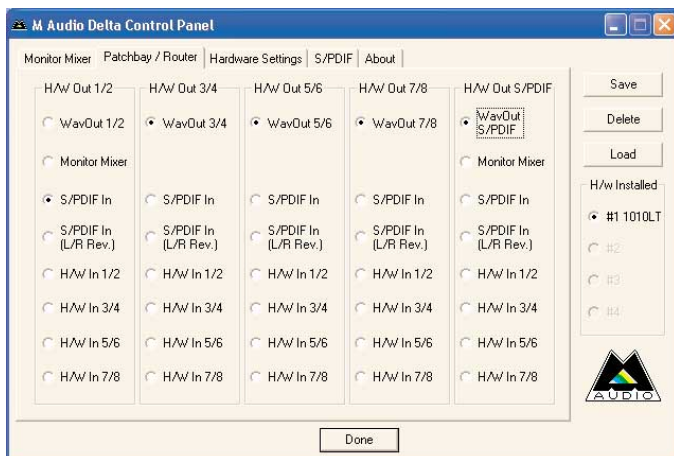 M Audio Delta Control Panel
Monitor Mixer Patchbay / Router Hardware Settings S/PDIF About
H/W Out 1/2 H/W Out 3/4 H/W Out 5/6 H/W Out 7/8 H/W Out S/PDIF
WavOut 1/2 WavOut 3/4 WavOut 5/6 WavOut 7/8 WavOut S/PDIF
Monitor Mixer Monitor Mixer
S/PDIF In S/PDIF In S/PDIF In S/PDIF In S/PDIF In
S/PDIF In (L/R Rev.) S/PDIF In (L/R Rev.) S/PDIF In (L/R Rev.) S/PDIF In (L/R Rev.) S/PDIF In (L/R Rev.)
H/W In 1/2 H/W In 1/2 H/W In 1/2 H/W In 1/2 H/W In 1/2
H/W In 3/4 H/W In 3/4 H/W In 3/4 H/W In 3/4 H/W In 3/4
H/W In 5/6 H/W In 5/6 H/W In 5/6 H/W In 5/6 H/W In 5/6
H/W In 7/8 H/W In 7/8 H/W In 7/8 H/W In 7/8 H/W In 7/8
Save
Delete
Load
H/w Installed
#1 1010LT
#2
#3
#4
M
AUDIO
Done